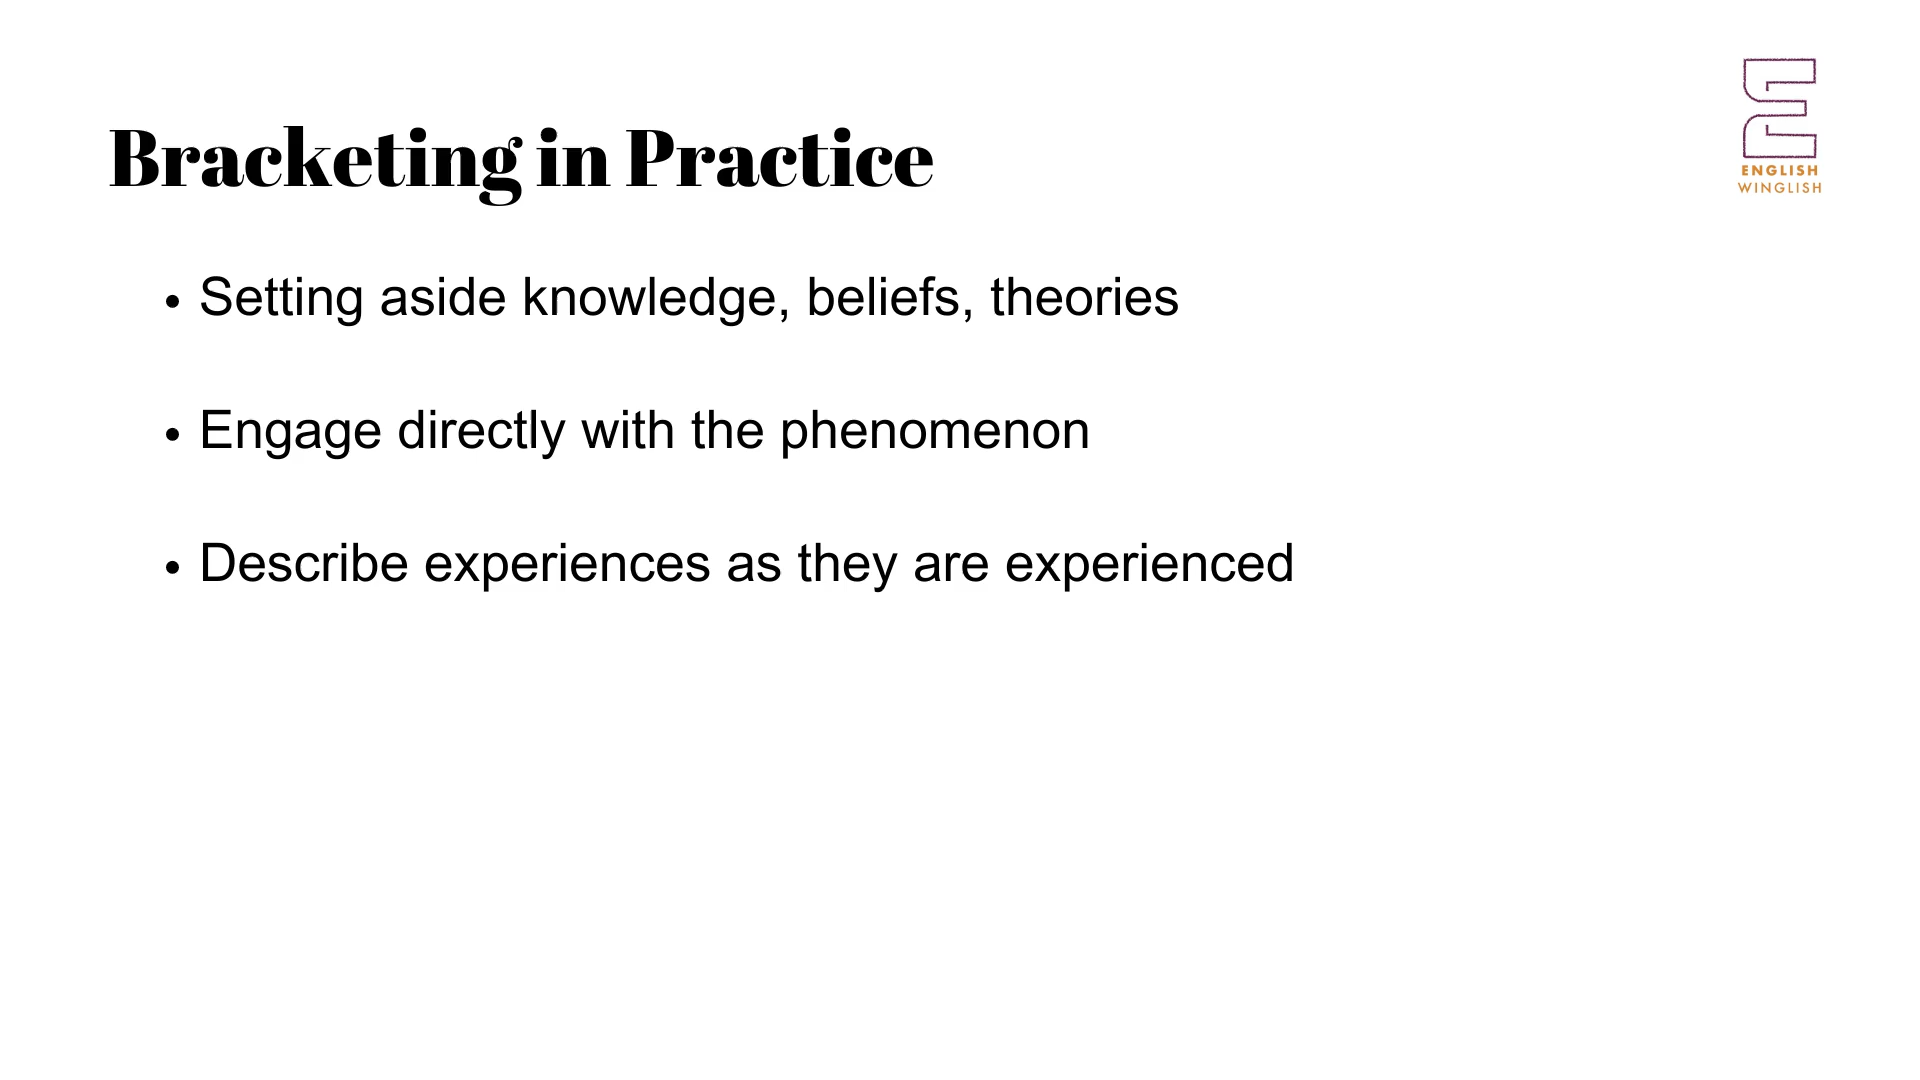 Bracketing in Practice
ENGLISH
WINGLISH
• Setting aside knowledge, beliefs, theories
• Engage directly with the phenomenon
• Describe experiences as they are experienced